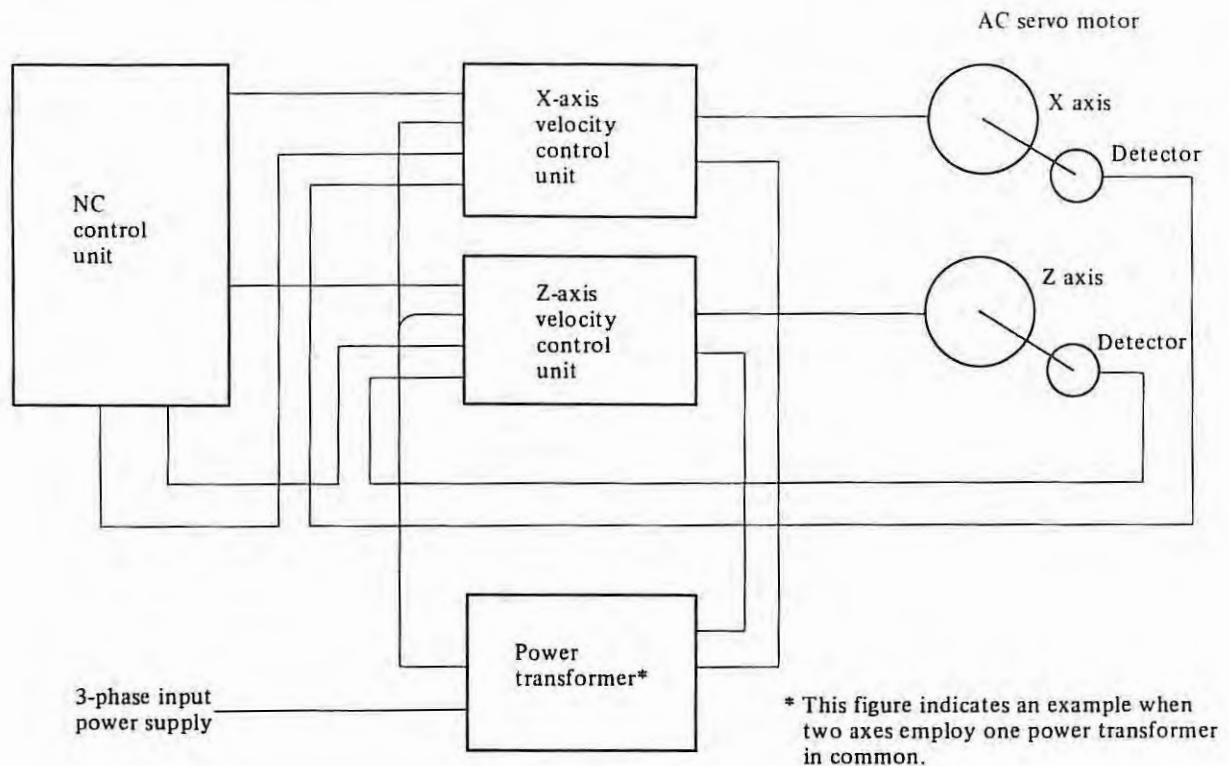 AC servo motor
NC
control
unit
X-axis
velocity
control
unit
X axis
Detector
Z-axis
velocity
control
unit
Z axis
Detector
Power
transformer*
3-phase input
power supply
* This figure indicates an example when
two axes employ one power transformer
in common.